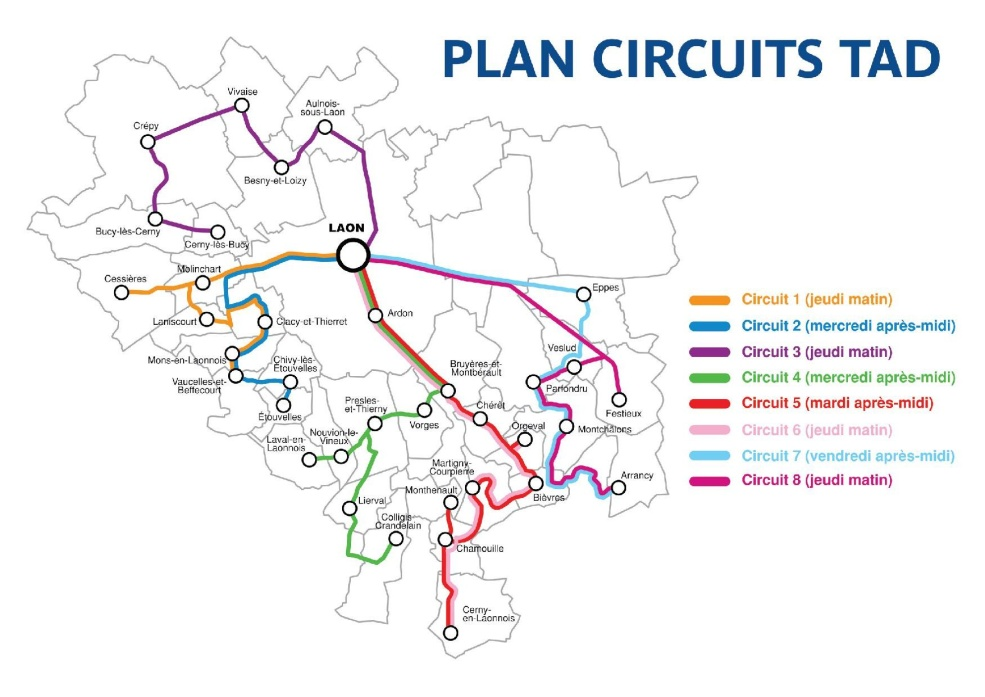 PLAN CIRCUITS TAD
Vivaise
Aulnois-
sous-Laon
Crépy
Besny-et-Loizy
Bucy-lès-Cerny
Cerny-lès-Bucy
LAON
Molinchart
Cessières
Laniscourt
Clacy-et-Thierret
Mons-en-Laonnois
Chivy-lès-
Étouvelles
Vaucelles-et-
Beffecourt
Étouvelles
Ardon
Eppes
Veslud
Parfondru
Festieux
Montchâlons
Arrancy
Bruyères-et-
Montbérault
Chérêt
Orgeval
Bièvres
Presles-
et-Thierny
Vorges
Nouvion-le-
Vineux
Laval-en-
Laonnois
Martigny-
Courpierre
Monthenault
Lierval
Colligis-
Crandelain
Chamouille
Cerny-
en-Laonnois
Circuit 1 (jeudi matin)
Circuit 2 (mercredi après-midi)
Circuit 3 (jeudi matin)
Circuit 4 (mercredi après-midi)
Circuit 5 (mardi après-midi)
Circuit 6 (jeudi matin)
Circuit 7 (vendredi après-midi)
Circuit 8 (jeudi matin)